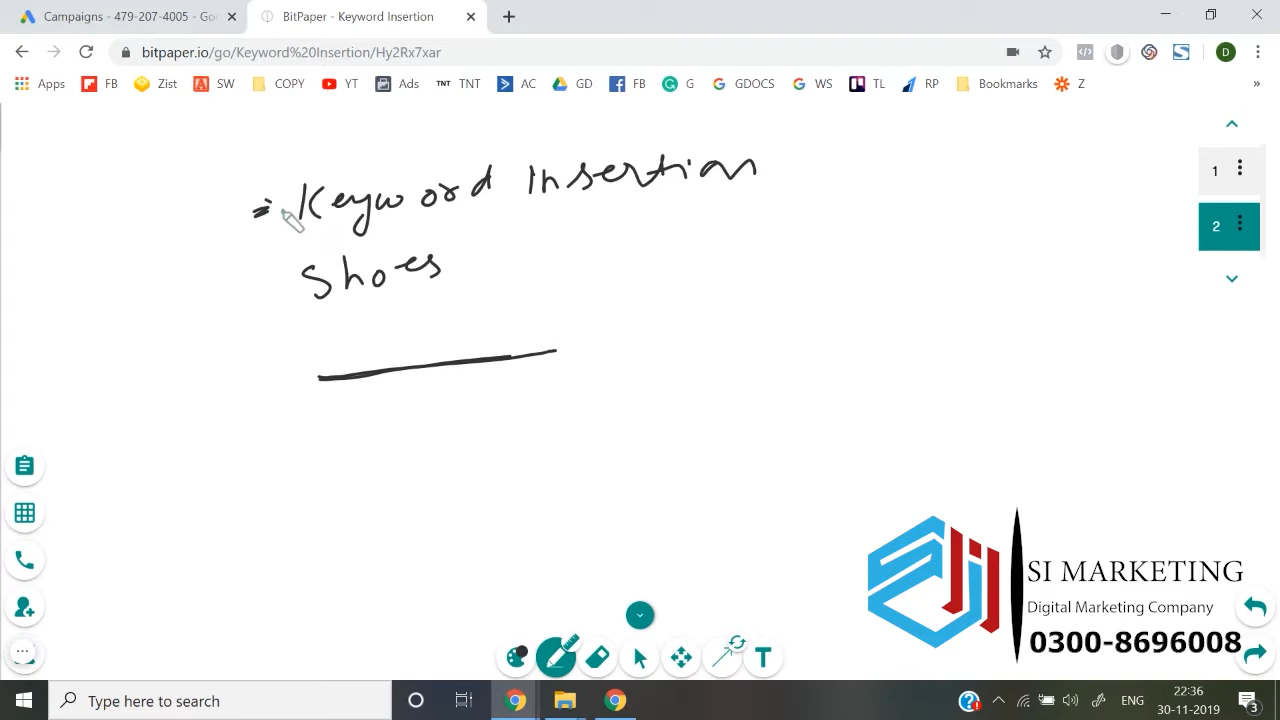 Campaigns - 479-207-4005 - Go
BitPaper - Keyword Insertion
bitpaper.io/go/Keyword%20Insertion/Hy2Rx7xar
D
Apps FB Zist SW COPY YT Ads TNT TNT AC GD FB G GDOCS WS TL RP Bookmarks Z »
Keyword Insertion
Shoes
1
2
SI MARKETING
Digital Marketing Company
0300-8696008
T
Type here to search
ENG
22:36
30-11-2019
3